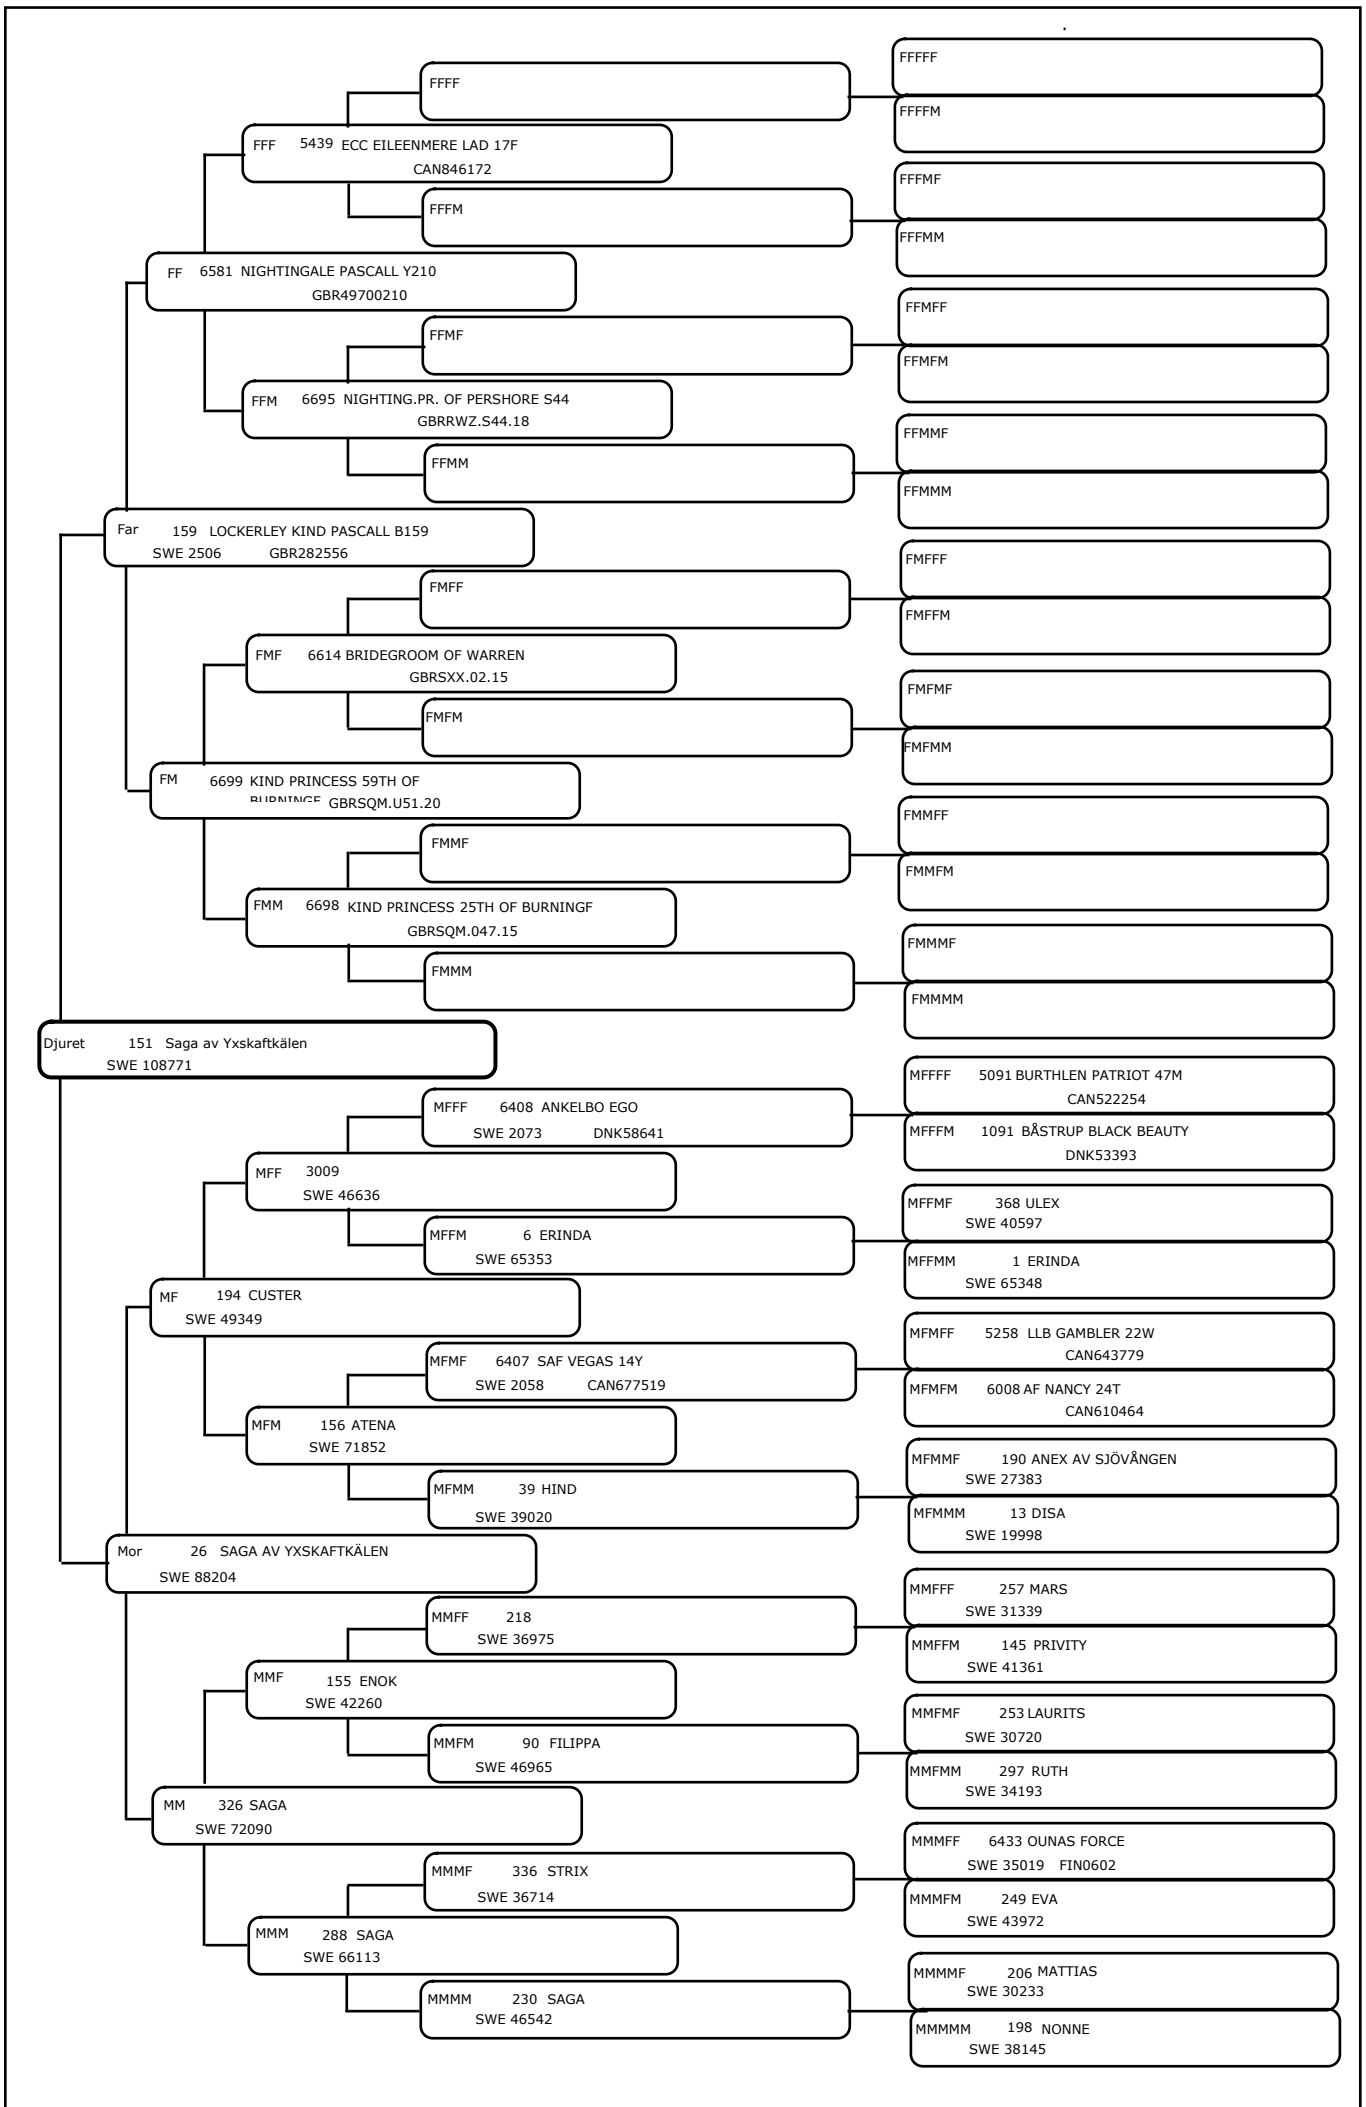 FFFFF
FFFF
FFFFM
FFF 5439 ECC EILEENMERE LAD 17F
CAN846172
FFFMF
FFFM
FFFMM
FF 6581 NIGHTINGALE PASCALL Y210
GBR49700210
FFMFF
FFMF
FFMFM
FFM 6695 NIGHTING.PR. OF PERSHORE S44
GBRRWZ.S44.18
FFMMF
FFMM
FFMMM
Far 159 LOCKERLEY KIND PASCALL B159
SWE 2506 GBR282556
FMFFF
FMFF
FMFFM
FMF 6614 BRIDEGROOM OF WARREN
GBRSXX.02.15
FMFMF
FMFM
FMFMM
FM 6699 KIND PRINCESS 59TH OF
BURNINGF GBRSQM.U51.20
FMMFF
FMMF
FMMFM
FMM 6698 KIND PRINCESS 25TH OF BURNINGF
GBRSQM.047.15
FMMMF
FMMM
FMMMM
Djuret 151 Saga av Yxskaftkälen
SWE 108771
MFFFF 5091 BURTHLEN PATRIOT 47M
CAN522254
MFFF 6408 ANKELBO EGO
SWE 2073 DNK58641
MFFFM 1091 BÅSTRUP BLACK BEAUTY
DNK53393
MFF 3009
SWE 46636
MFFMF 368 ULEX
SWE 40597
MFFM 6 ERINDA
SWE 65353
MFFMM 1 ERINDA
SWE 65348
MF 194 CUSTER
SWE 49349
MFMFF 5258 LLB GAMBLER 22W
CAN643779
MFMF 6407 SAF VEGAS 14Y
SWE 2058 CAN677519
MFMFM 6008 AF NANCY 24T
CAN610464
MFM 156 ATENA
SWE 71852
MFMMF 190 ANEX AV SJÖVÅNGEN
SWE 27383
MFMM 39 HIND
SWE 39020
MFMMM 13 DISA
SWE 19998
Mor 26 SAGA AV YXSKAFTKÄLEN
SWE 88204
MMFFF 257 MARS
SWE 31339
MMFF 218
SWE 36975
MMFFM 145 PRIVITY
SWE 41361
MMF 155 ENOK
SWE 42260
MMFMF 253 LAURITS
SWE 30720
MMFM 90 FILIPPA
SWE 46965
MMFMM 297 RUTH
SWE 34193
MM 326 SAGA
SWE 72090
MMMFF 6433 OUNAS FORCE
SWE 35019 FIN0602
MMMF 336 STRIX
SWE 36714
MMMFM 249 EVA
SWE 43972
MMM 288 SAGA
SWE 66113
MMMMF 206 MATTIAS
SWE 30233
MMMM 230 SAGA
SWE 46542
MMMMM 198 NONNE
SWE 38145